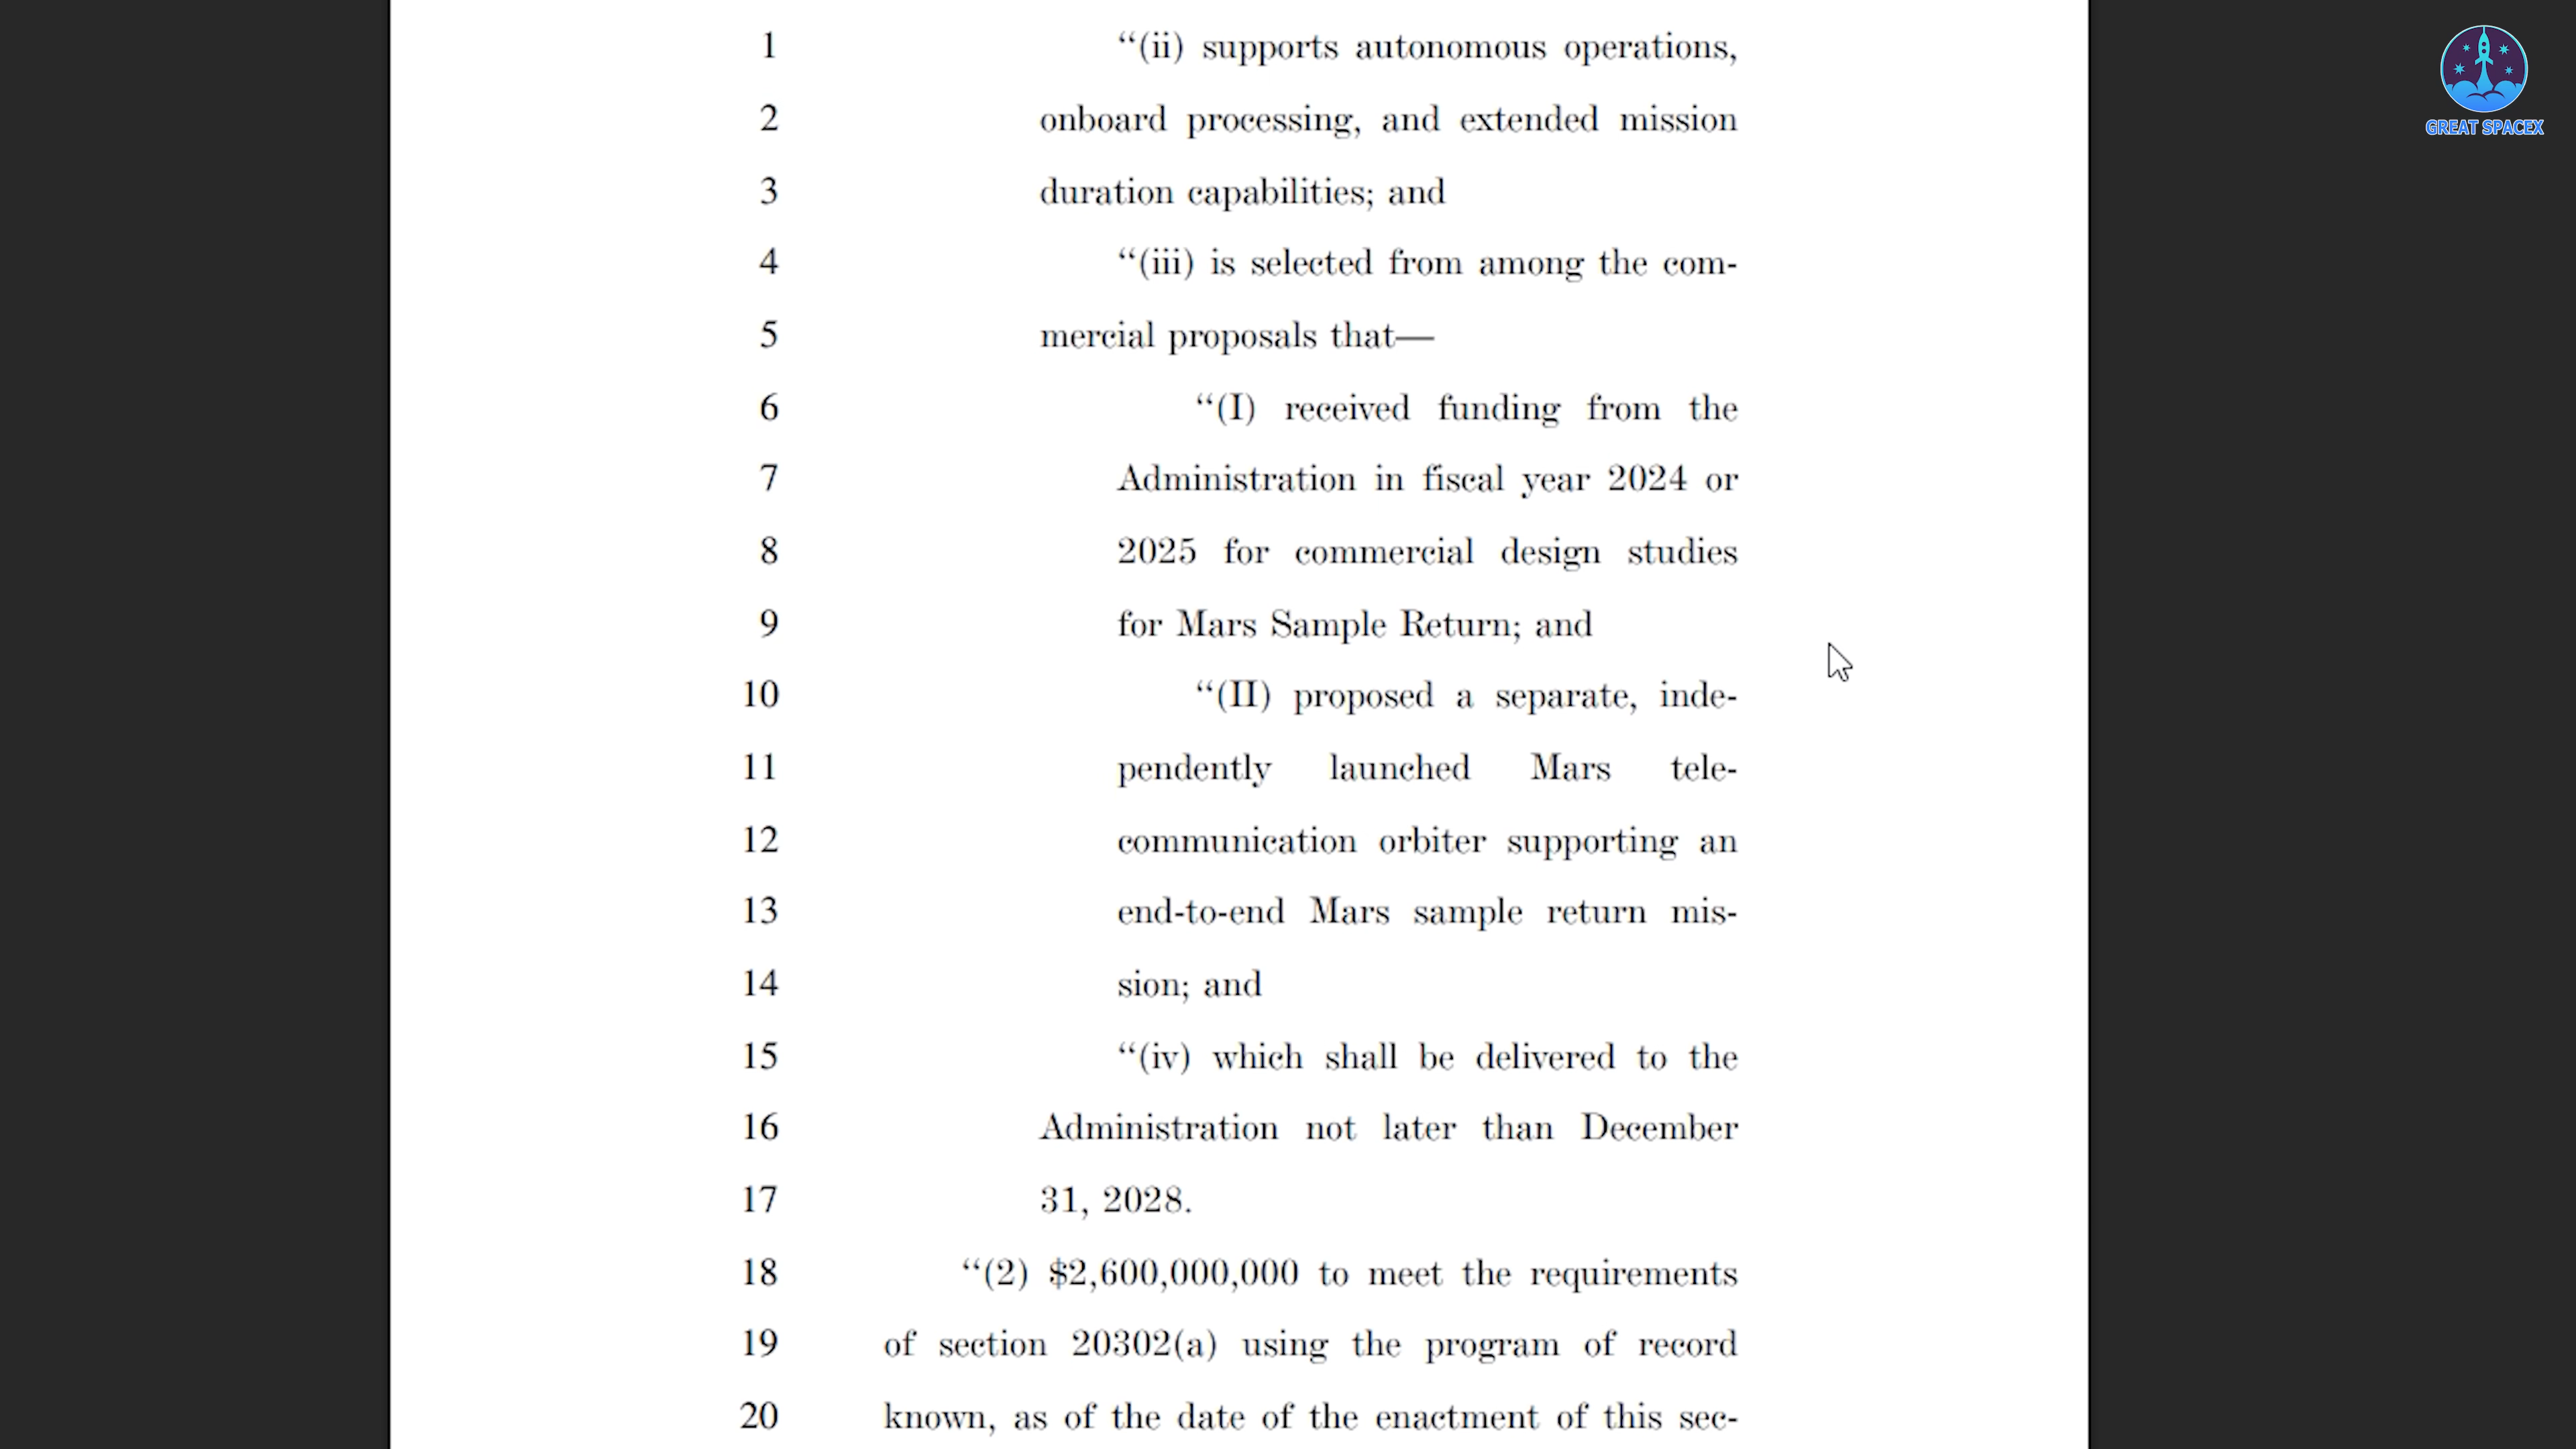 1 “(ii) supports autonomous operations,
2 onboard processing, and extended mission
3 duration capabilities; and
4 “(iii) is selected from among the com-
5 mercial proposals that—
6 “(I) received funding from the
7 Administration in fiscal year 2024 or
8 2025 for commercial design studies
9 for Mars Sample Return; and
10 “(II) proposed a separate, inde-
11 pendently launched Mars tele-
12 communication orbiter supporting an
13 end-to-end Mars sample return mis-
14 sion; and
15 “(iv) which shall be delivered to the
16 Administration not later than December
17 31, 2028.
18 “(2) $2,600,000,000 to meet the requirements
19 of section 20302(a) using the program of record
20 known, as of the date of the enactment of this sec-
GREAT SPACEX